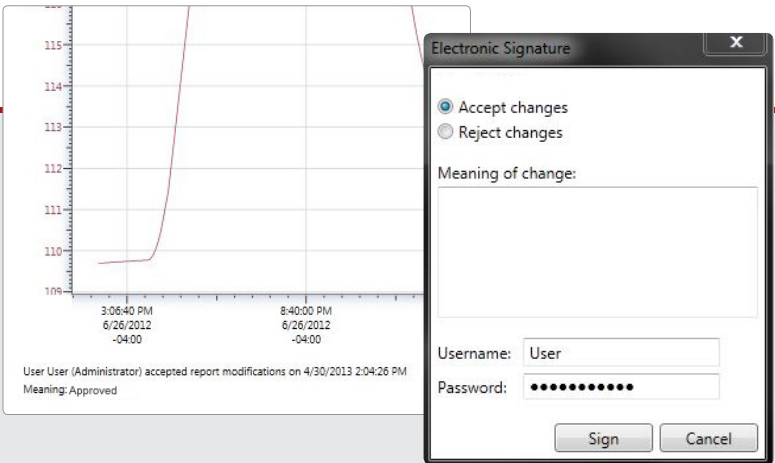 115
114
113
112
111
110
109
3:06:40 PM
6/26/2012
-04:00
8:40:00 PM
6/26/2012
-04:00
User User (Administrator) accepted report modifications on 4/30/2013 2:04:26 PM
Meaning: Approved
Electronic Signature
x
Accept changes
Reject changes
Meaning of change:
Username: User
Password: ●●●●●●●●●●●
Sign Cancel